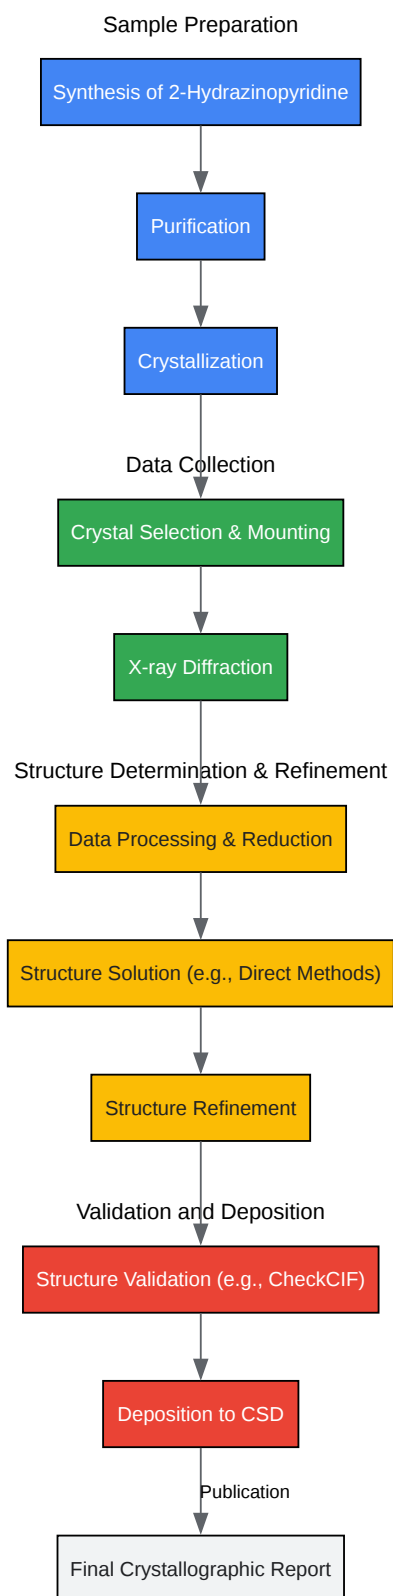 Sample Preparation
Synthesis of 2-Hydrazinopyridine
Purification
Crystallization
Data Collection
Crystal Selection & Mounting
X-ray Diffraction
Structure Determination & Refinement
Data Processing & Reduction
Structure Solution (e.g., Direct Methods)
Structure Refinement
Validation and Deposition
Structure Validation (e.g., CheckCIF)
Deposition to CSD
Publication
Final Crystallographic Report